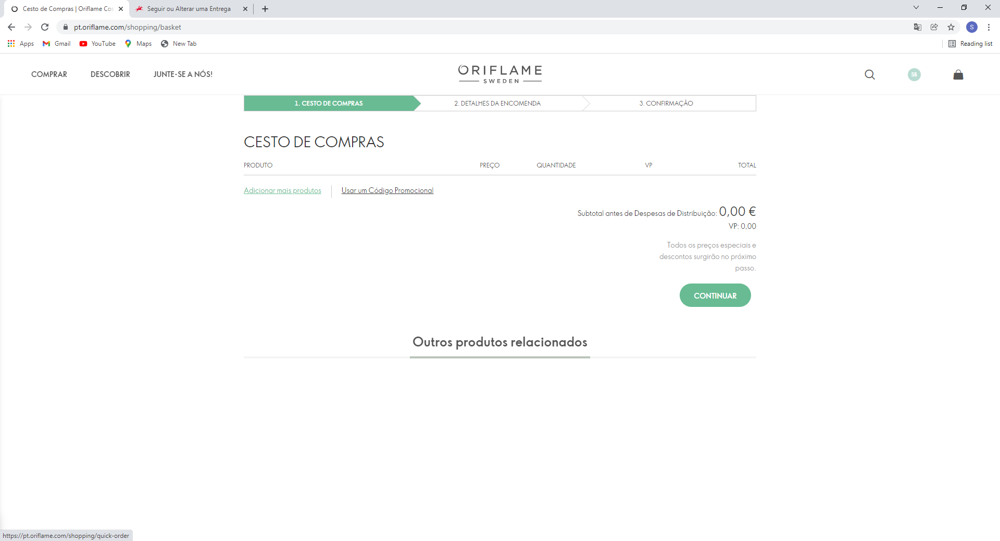 Cesto de Compras | Oriflame Cos
Seguir ou Alterar uma Entrega
pt.oriflame.com/shopping/basket
S
Apps
Gmail
YouTube
Maps
New Tab
Reading list
COMPRAR
DESCOBRIR
JUNTE-SE A NÓS!
ORIFLAME
SWEDEN
SB
1. CESTO DE COMPRAS
2. DETALHES DA ENCOMENDA
3. CONFIRMAÇÃO
CESTO DE COMPRAS
PRODUTO
PREÇO
QUANTIDADE
VP
TOTAL
Adicionar mais produtos
Usar um Código Promocional
Subtotal antes de Despesas de Distribuição: 0,00 €
VP: 0,00
Todos os preços especiais e
descontos surgirão no próximo
passo.
CONTINUAR
Outros produtos relacionados
https://pt.oriflame.com/shopping/quick-order